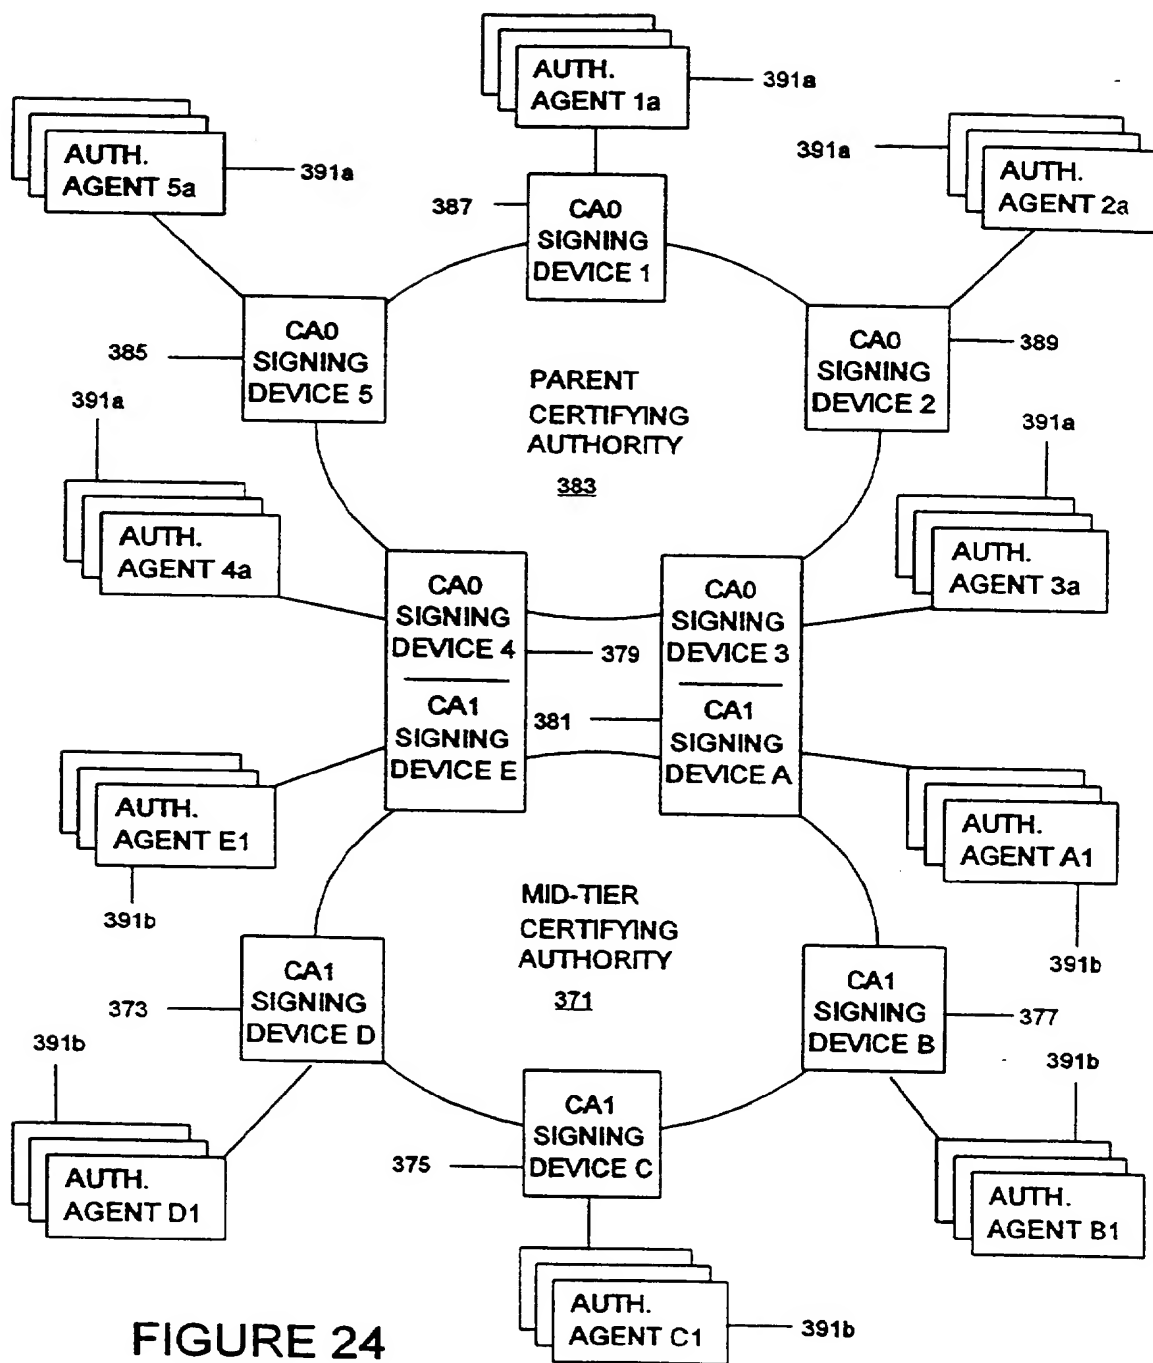 AUTH.
AGENT 1a
391a
AUTH.
AGENT 5a
391a
391a
AUTH.
AGENT 2a
387
CA0
SIGNING
DEVICE 1
385
CA0
SIGNING
DEVICE 5
CA0
SIGNING
DEVICE 2
389
PARENT
CERTIFYING
AUTHORITY
383
391a
AUTH.
AGENT 4a
391a
AUTH.
AGENT 3a
CA0
SIGNING
DEVICE 4
379
CA0
SIGNING
DEVICE 3
CA1
SIGNING
DEVICE E
381
CA1
SIGNING
DEVICE A
AUTH.
AGENT E1
391b
AUTH.
AGENT A1
391b
MID-TIER
CERTIFYING
AUTHORITY
371
373
CA1
SIGNING
DEVICE D
CA1
SIGNING
DEVICE B
377
391b
AUTH.
AGENT D1
375
CA1
SIGNING
DEVICE C
391b
AUTH.
AGENT B1
AUTH.
AGENT C1
391b
FIGURE 24